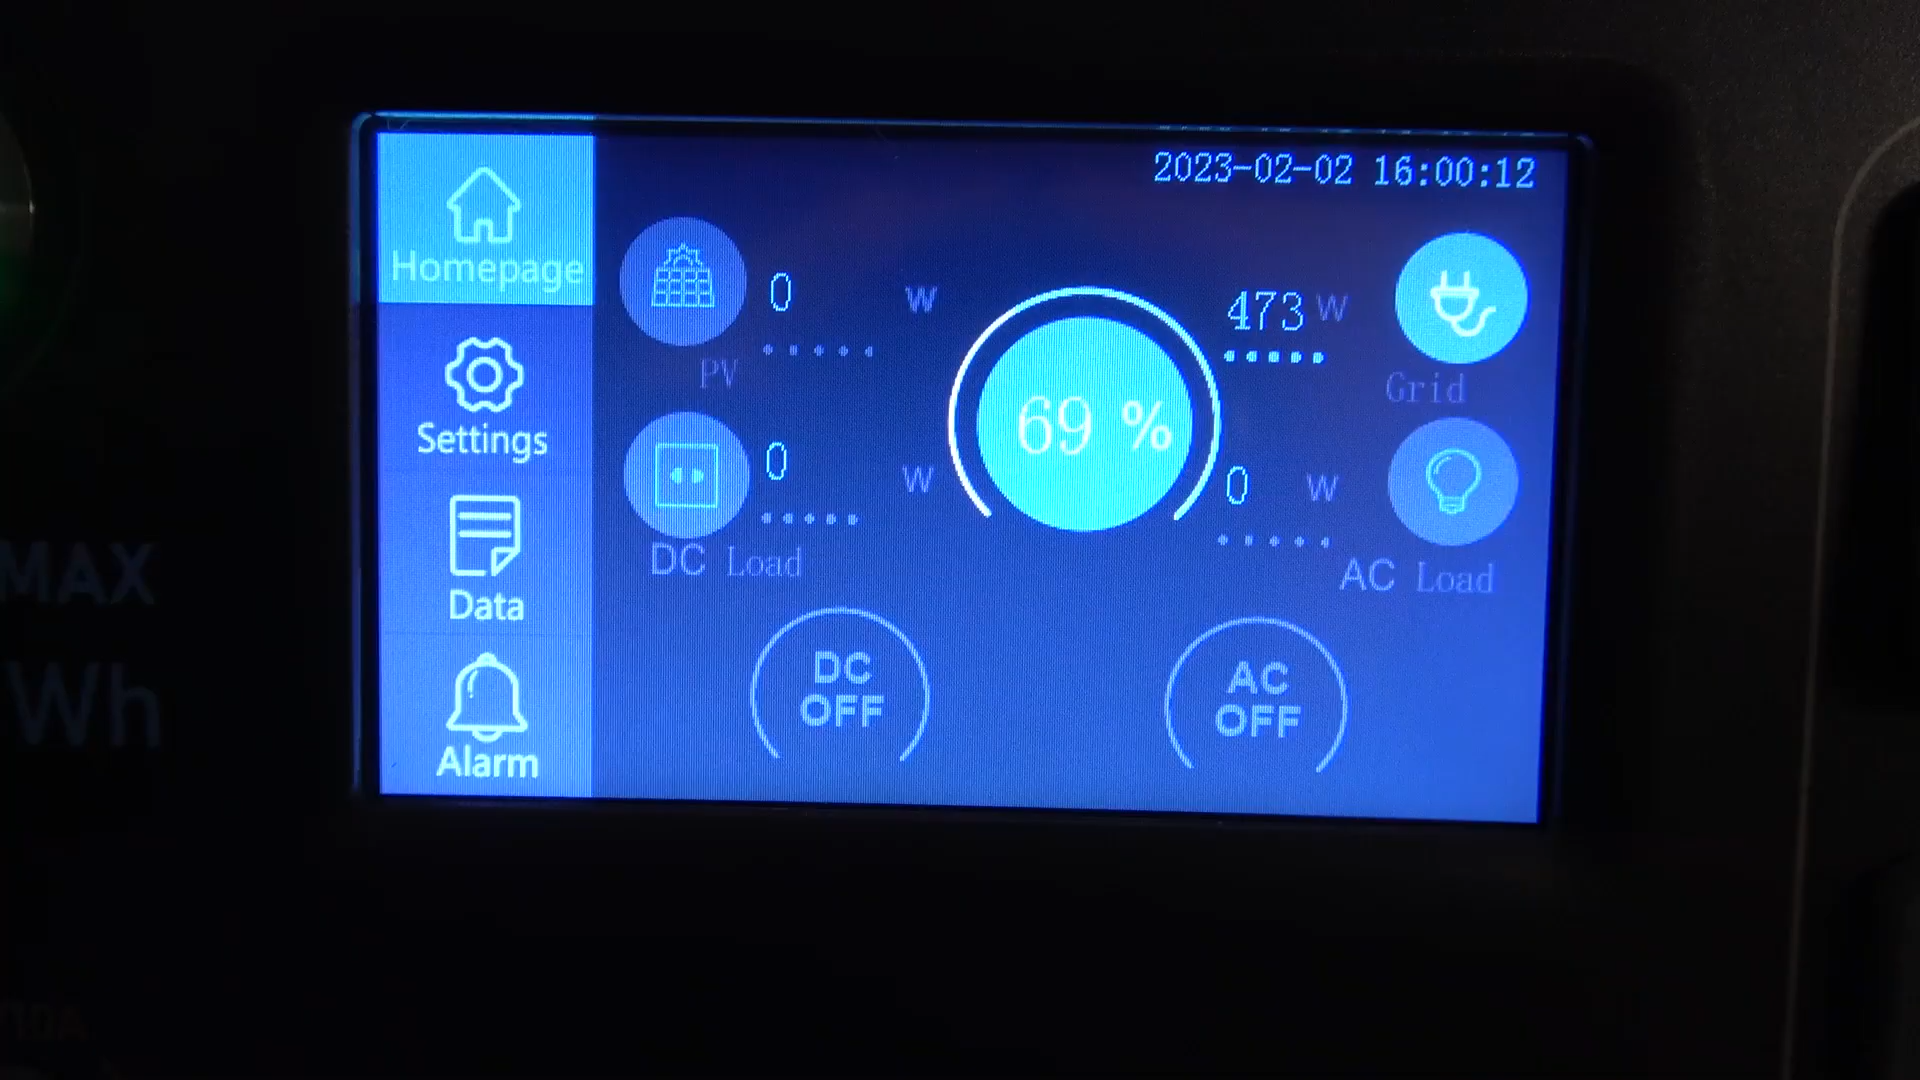 2023-02-02 16:00:12
Homepage
Settings
Data
Alarm
0 W
PV
473 W
Grid
69 %
0 W
DC Load
0 W
AC Load
DC
OFF
AC
OFF
MAX
Wh